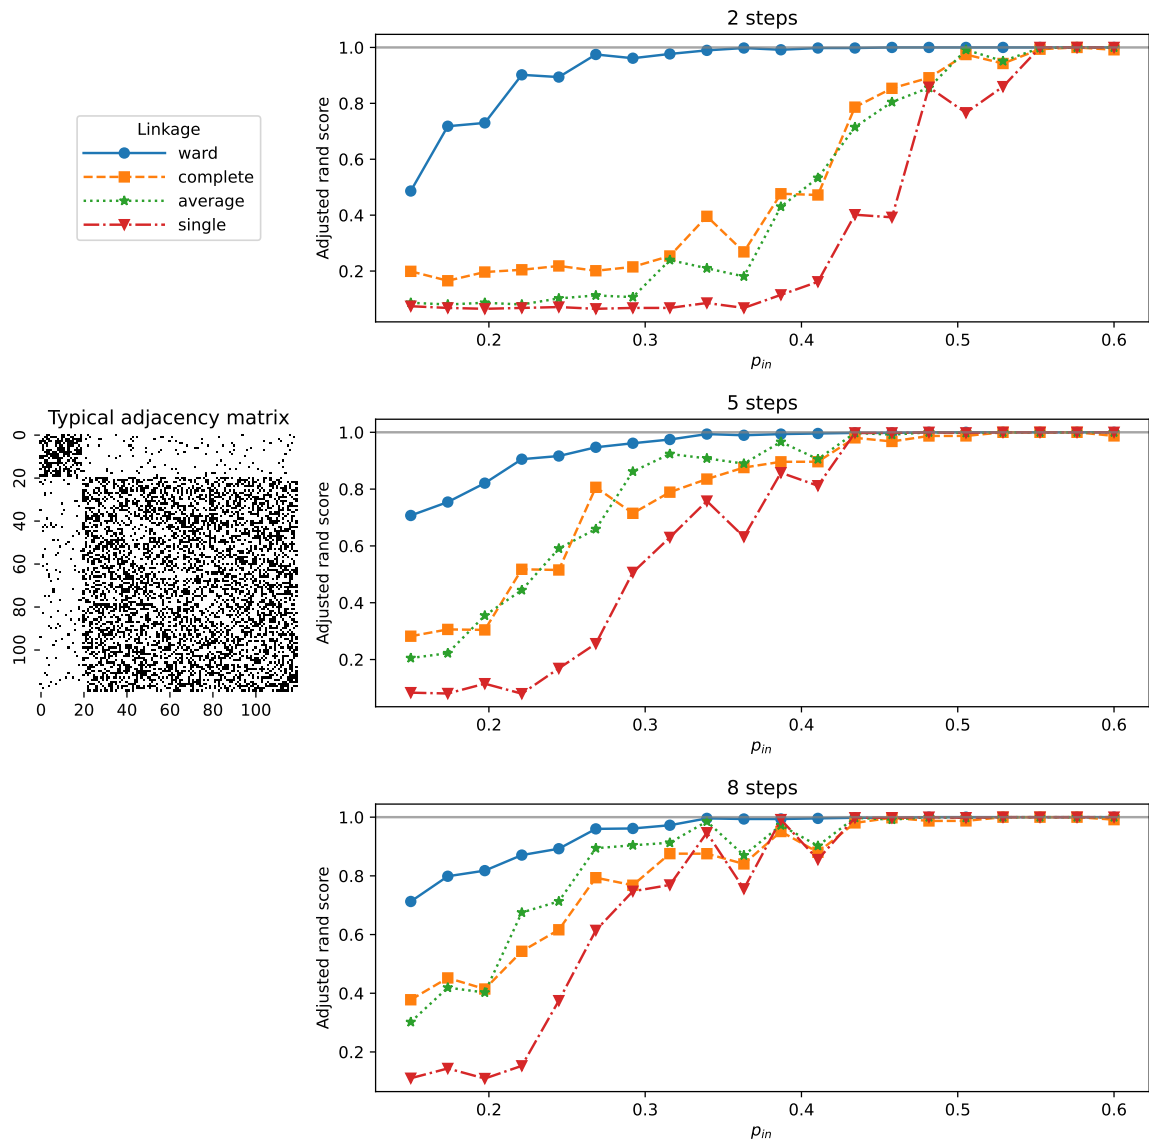 2 steps
1.0
0.8
0.6
0.4
0.2
Adjusted rand score
0.2 0.3 0.4 0.5 0.6
p_in
Linkage
ward
complete
average
single
Typical adjacency matrix
0
20
40
60
80
100
0 20 40 60 80 100
5 steps
1.0
0.8
0.6
0.4
0.2
Adjusted rand score
0.2 0.3 0.4 0.5 0.6
p_in
8 steps
1.0
0.8
0.6
0.4
0.2
Adjusted rand score
0.2 0.3 0.4 0.5 0.6
p_in